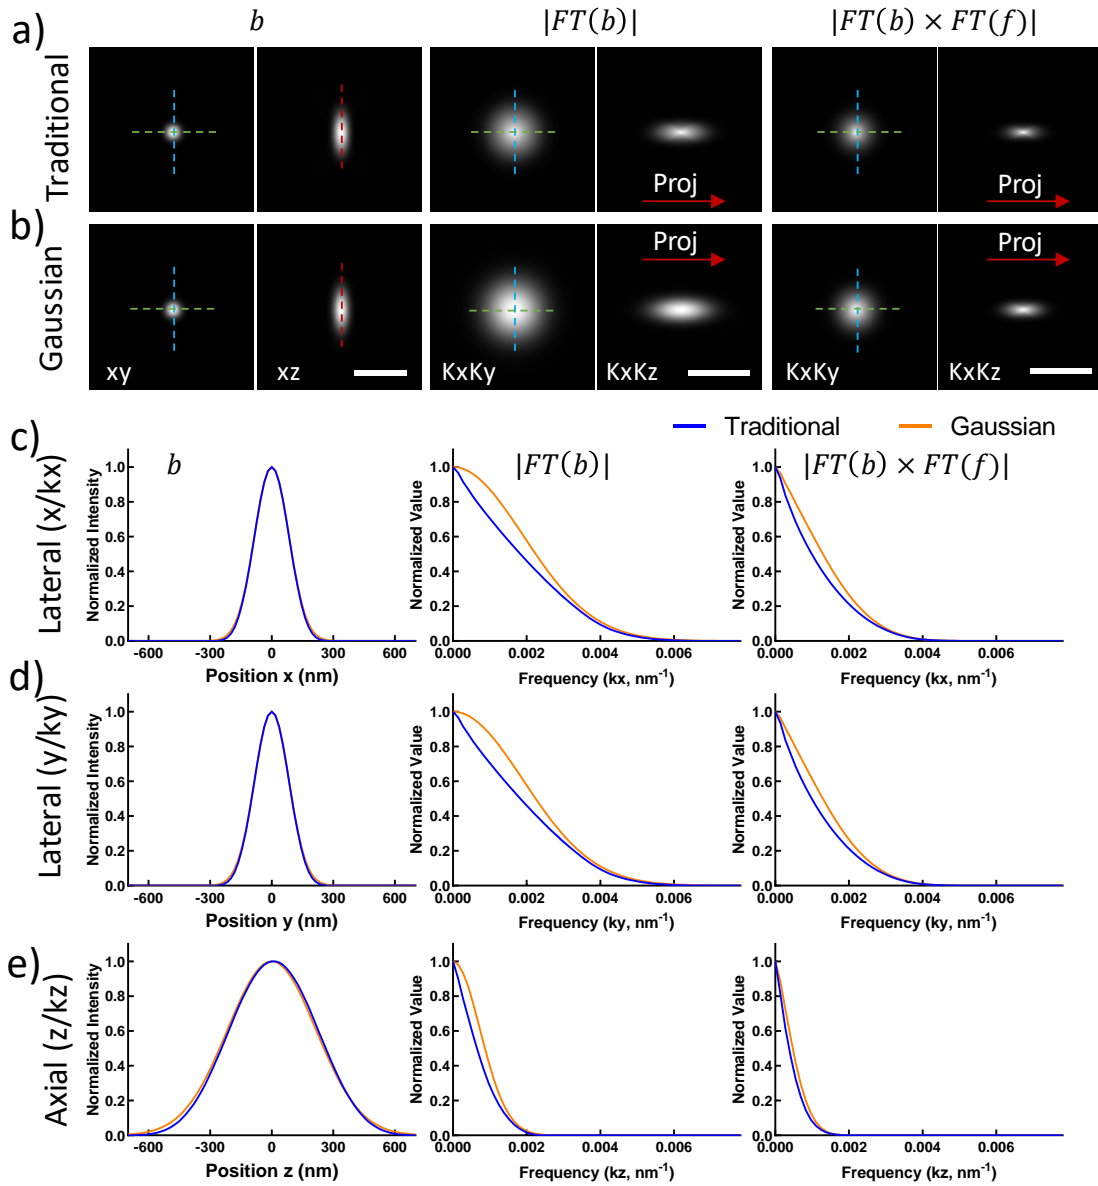 a)
b
|FT(b)|
|FT(b) × FT(f)|
Traditional
Proj
Proj
b)
Gaussian
Proj
Proj
xy
xz
KxKy
KxKz
KxKy
KxKz
Traditional
Gaussian
c)
Lateral (x/kx)
b
|FT(b)|
|FT(b) × FT(f)|
Normalized Intensity
1.0
0.8
0.6
0.4
0.2
0.0
-600
-300
0
300
600
Position x (nm)
Normalized Value
1.0
0.8
0.6
0.4
0.2
0.0
0.000
0.002
0.004
0.006
Frequency (kx, nm⁻¹)
Normalized Value
1.0
0.8
0.6
0.4
0.2
0.0
0.000
0.002
0.004
0.006
Frequency (kx, nm⁻¹)
d)
Lateral (y/ky)
Normalized Intensity
1.0
0.8
0.6
0.4
0.2
0.0
-600
-300
0
300
600
Position y (nm)
Normalized Value
1.0
0.8
0.6
0.4
0.2
0.0
0.000
0.002
0.004
0.006
Frequency (ky, nm⁻¹)
Normalized Value
1.0
0.8
0.6
0.4
0.2
0.0
0.000
0.002
0.004
0.006
Frequency (ky, nm⁻¹)
e)
Axial (z/kz)
Normalized Intensity
1.0
0.8
0.6
0.4
0.2
0.0
-600
-300
0
300
600
Position z (nm)
Normalized Value
1.0
0.8
0.6
0.4
0.2
0.0
0.000
0.002
0.004
0.006
Frequency (kz, nm⁻¹)
Normalized Value
1.0
0.8
0.6
0.4
0.2
0.0
0.000
0.002
0.004
0.006
Frequency (kz, nm⁻¹)